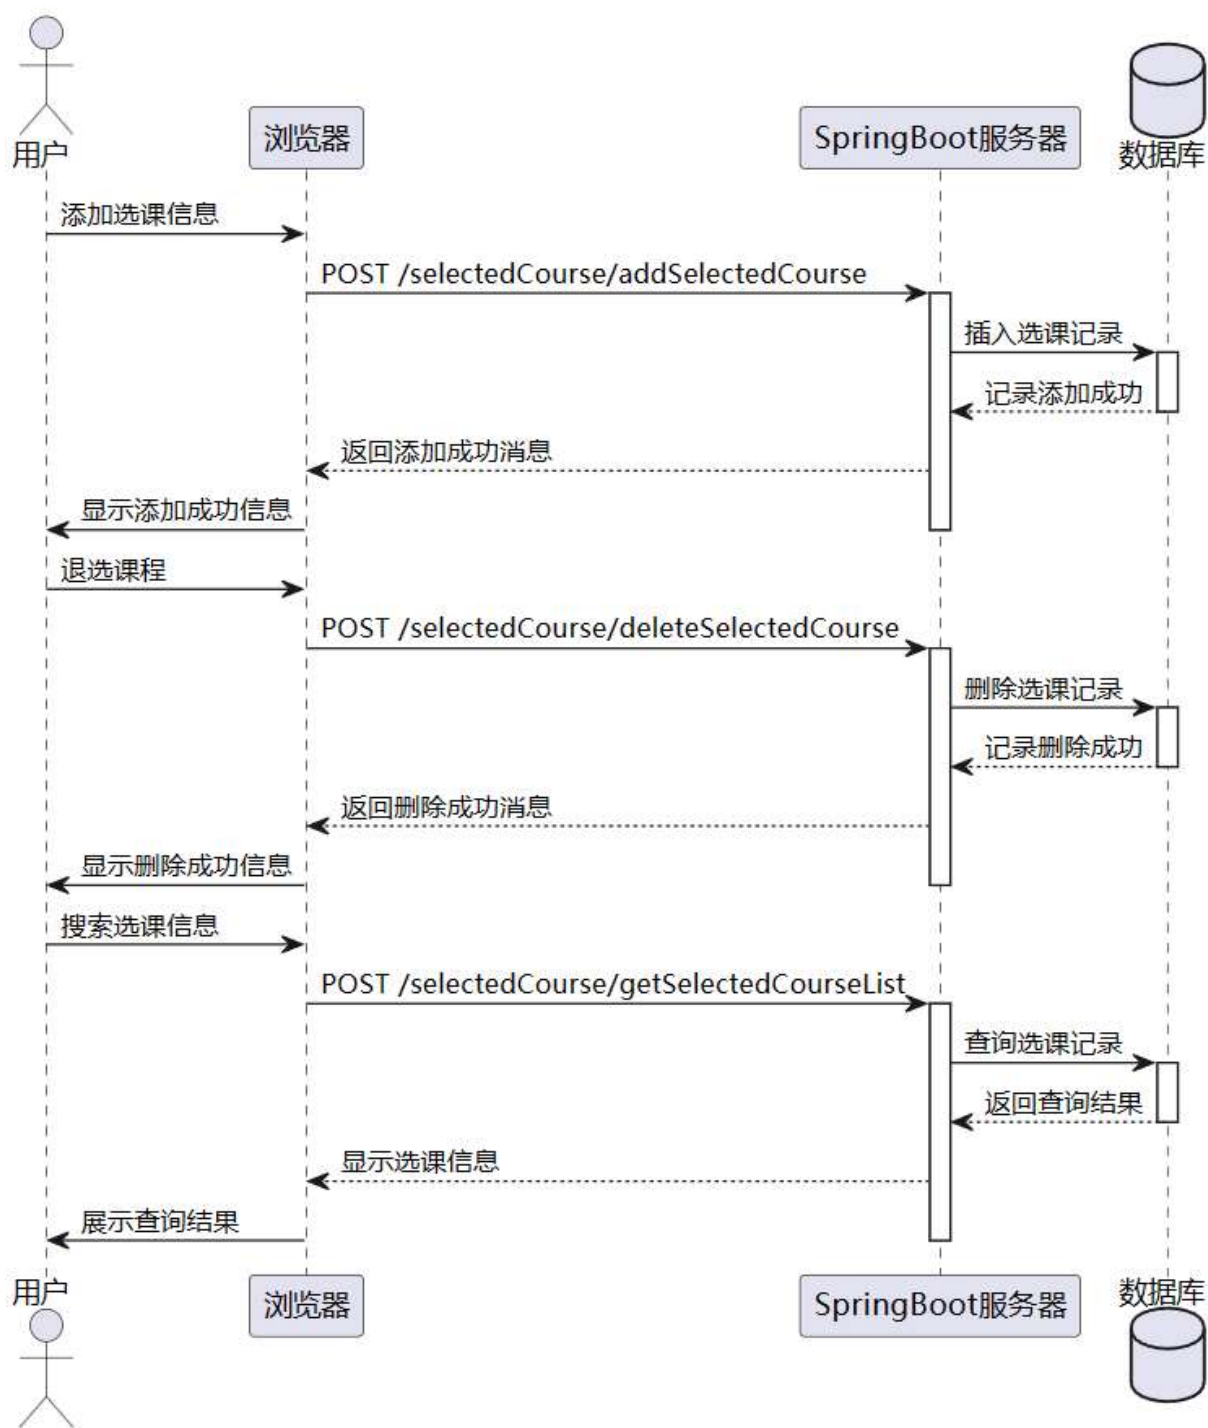 用户
浏览器
SpringBoot服务器
数据库
添加选课信息
POST /selectedCourse/addSelectedCourse
插入选课记录
记录添加成功
返回添加成功消息
显示添加成功信息
退选课程
POST /selectedCourse/deleteSelectedCourse
删除选课记录
记录删除成功
返回删除成功消息
显示删除成功信息
搜索选课信息
POST /selectedCourse/getSelectedCourseList
查询选课记录
返回查询结果
显示选课信息
展示查询结果
用户
浏览器
SpringBoot服务器
数据库